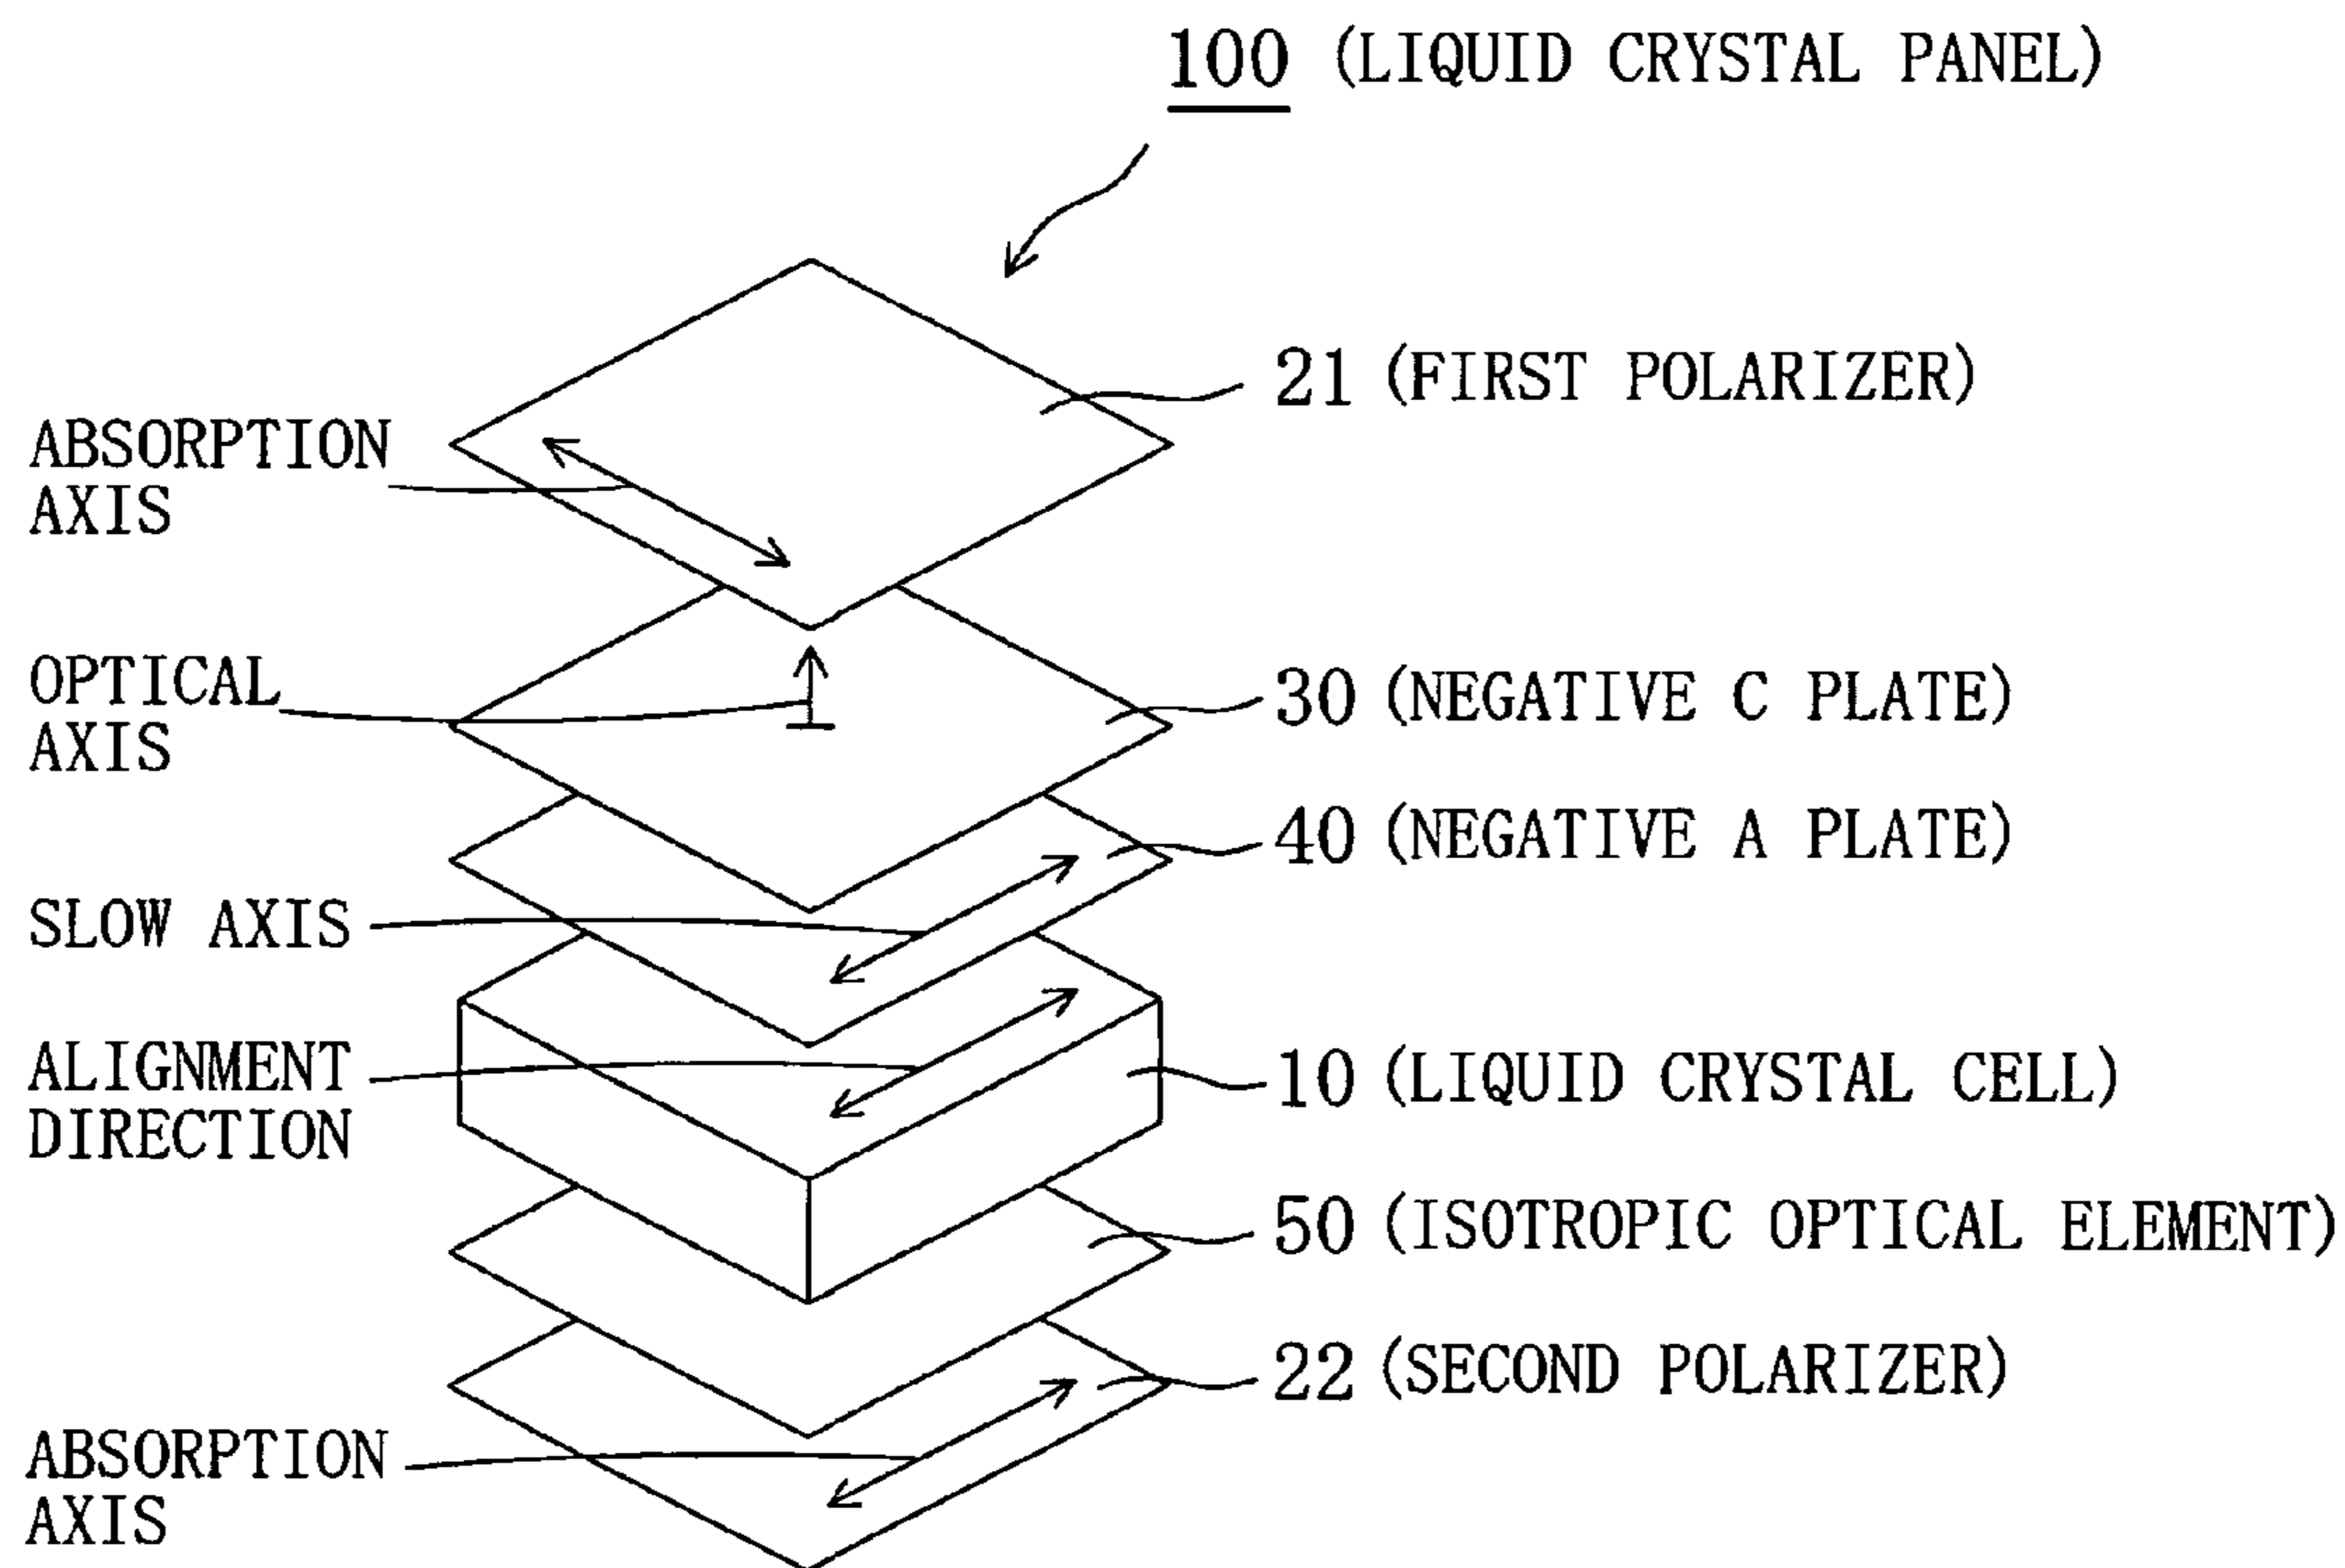 100 (LIQUID CRYSTAL PANEL)
21 (FIRST POLARIZER)
ABSORPTION
AXIS
OPTICAL
AXIS
30 (NEGATIVE C PLATE)
40 (NEGATIVE A PLATE)
SLOW AXIS
ALIGNMENT
DIRECTION
10 (LIQUID CRYSTAL CELL)
50 (ISOTROPIC OPTICAL ELEMENT)
22 (SECOND POLARIZER)
ABSORPTION
AXIS